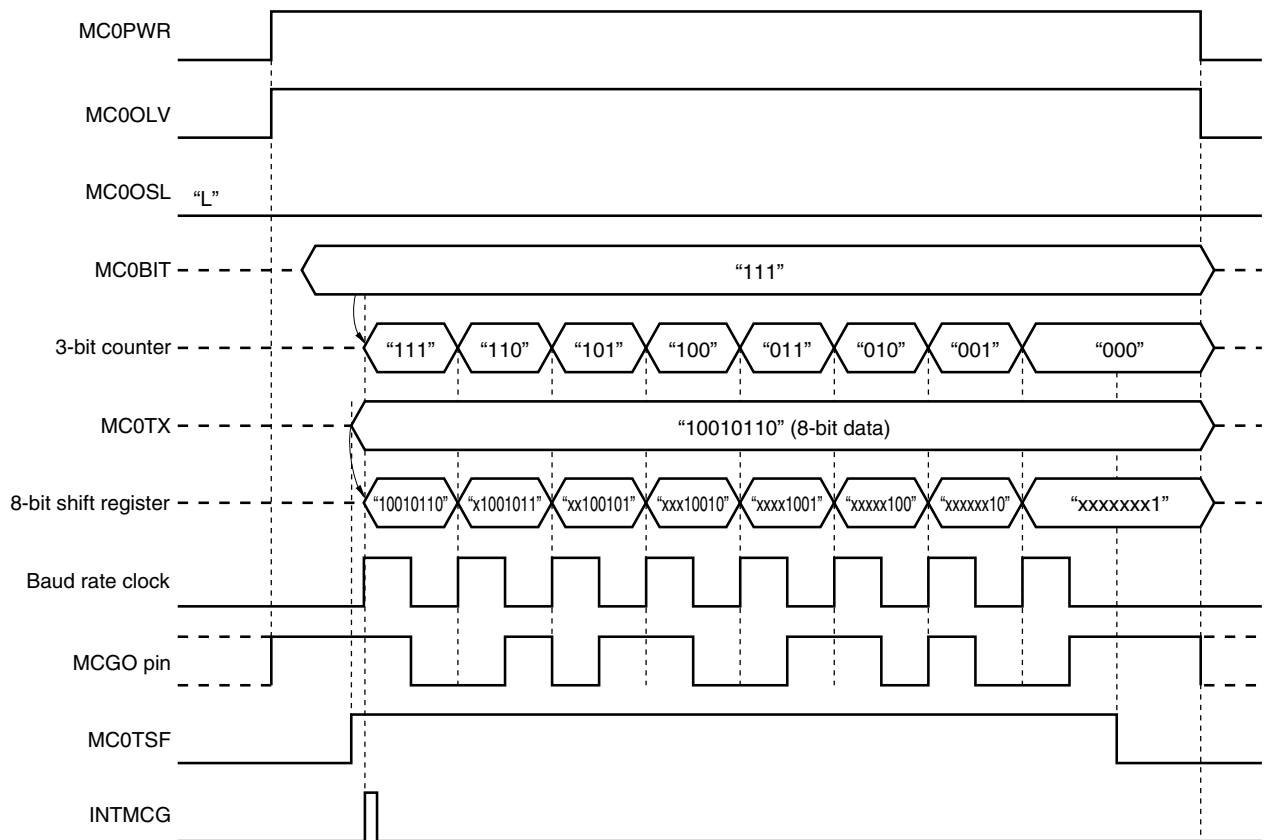 MC0PWR
MC0OLV
MC0OSL “L”
MC0BIT “111”
3-bit counter “111” “110” “101” “100” “011” “010” “001” “000”
MC0TX “10010110” (8-bit data)
8-bit shift register “10010110” “x1001011” “xx100101” “xxx10010” “xxxx1001” “xxxxx100” “xxxxxx10” “xxxxxxx1”
Baud rate clock
MCGO pin
MC0TSF
INTMCG